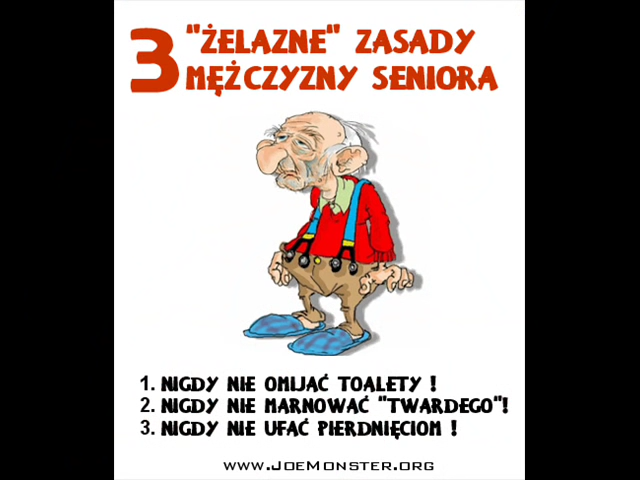 3 "ŻELAZNE" ZASADY
MĘŻCZYZNY SENIORA
1. NIGDY NIE OMIJAĆ TOALETY !
2. NIGDY NIE MARNOWAĆ "TWARDEGO"!
3. NIGDY NIE UFAĆ PIERDNIĘCIOM !
WWW.JOEMONSTER.ORG